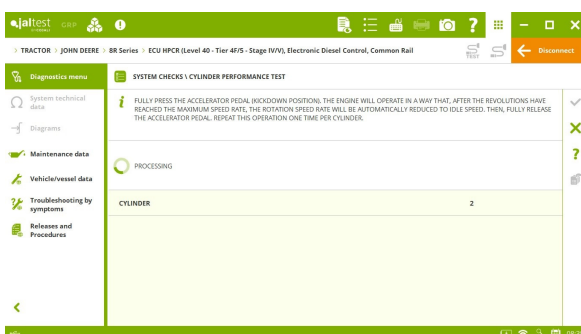 jaltest GBP
TRACTOR > JOHN DEERE > 8R Series > ECU HPCR (Level 40 - Tier 4F/5 - Stage IV/V), Electronic Diesel Control, Common Rail
TEST
Disconnect
Diagnostics menu
SYSTEM CHECKS \ CYLINDER PERFORMANCE TEST
System technical
data
FULLY PRESS THE ACCELERATOR PEDAL (KICKDOWN POSITION). THE ENGINE WILL OPERATE IN A WAY THAT, AFTER THE REVOLUTIONS HAVE
REACHED THE MAXIMUM SPEED RATE, THE ROTATION SPEED RATE WILL BE AUTOMATICALLY REDUCED TO IDLE SPEED. THEN, FULLY RELEASE
THE ACCELERATOR PEDAL. REPEAT THIS OPERATION ONE TIME PER CYLINDER.
Diagrams
Maintenance data
PROCESSING
Vehicle/vessel data
Troubleshooting by
symptoms
CYLINDER 2
Releases and
Procedures